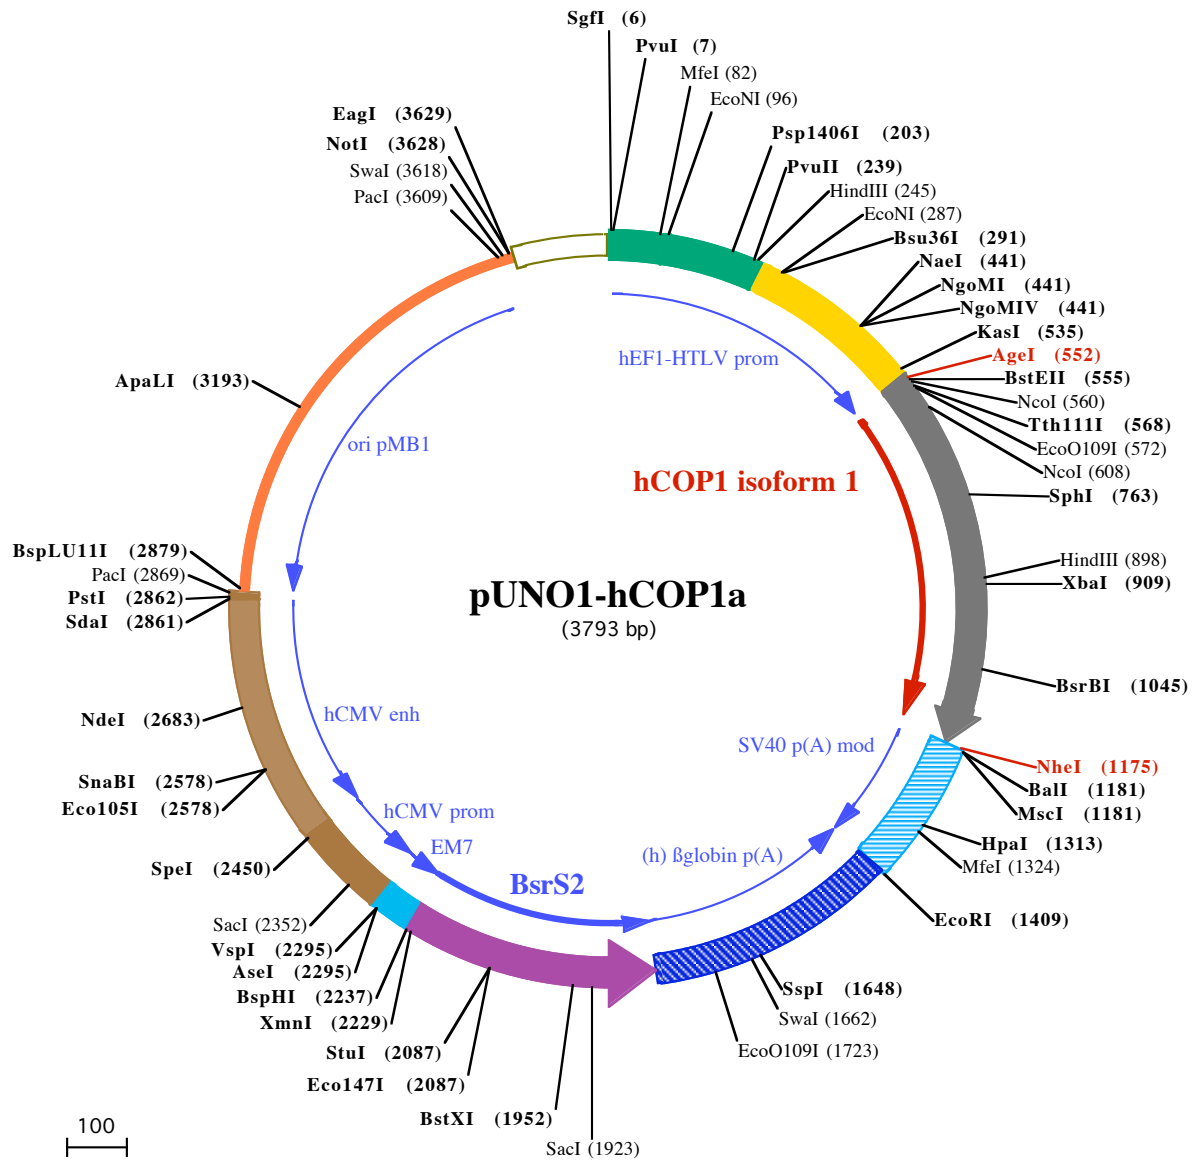 SgfI (6)
PvuI (7)
MfeI (82)
EcoNI (96)
Psp1406I (203)
PvuII (239)
HindIII (245)
EcoNI (287)
Bsu36I (291)
NaeI (441)
NgoMI (441)
NgoMIV (441)
KasI (535)
AgeI (552)
BstEII (555)
NcoI (560)
Tth111I (568)
EcoO109I (572)
NcoI (608)
SphI (763)
HindIII (898)
XbaI (909)
BsrBI (1045)
NheI (1175)
BalI (1181)
MscI (1181)
HpaI (1313)
MfeI (1324)
EcoRI (1409)
SspI (1648)
SwaI (1662)
EcoO109I (1723)
SacI (1923)
BstXI (1952)
Eco147I (2087)
StuI (2087)
XmnI (2229)
BspHI (2237)
AseI (2295)
VspI (2295)
SacI (2352)
SpeI (2450)
Eco105I (2578)
SnaBI (2578)
NdeI (2683)
SdaI (2861)
PstI (2862)
PacI (2869)
BspLU11I (2879)
ApaLI (3193)
PacI (3609)
SwaI (3618)
NotI (3628)
EagI (3629)
hEF1-HTLV prom
hCOP1 isoform 1
SV40 p(A) mod
(h) ßglobin p(A)
BsrS2
EM7
hCMV prom
hCMV enh
ori pMB1
pUNO1-hCOP1a
(3793 bp)
100